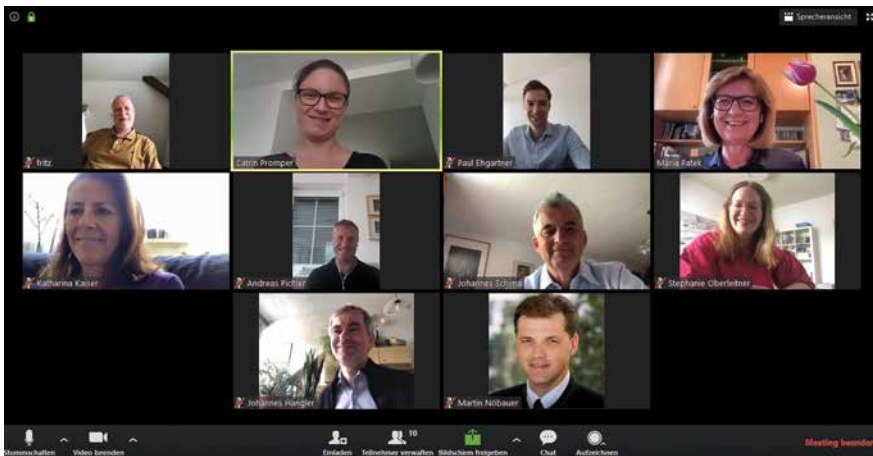 Sprecheransicht
fritz
Catrin Promper
Paul Ehgartner
Maria Fatek
Katharina Kaiser
Andreas Pichler
Johannes Schima
Stephanie Oberleitner
Johannes Hangler
Martin Nöbauer
10
Stummschalten
Video beenden
Einladen
Teilnehmer verwalten
Bildschirm freigeben
Chat
Aufzeichnen
Meeting beenden